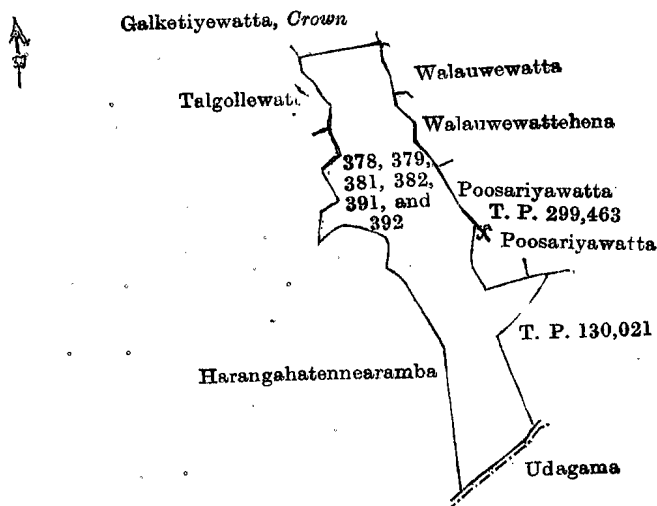 Galketiyewatta, Crown
Walauwewatta
Talgollewat
Walauwewattehena
378, 379,
381, 382,
391, and
392
Poosariyawatta
T. P. 299,463
Poosariyawatta
T. P. 130,021
Harangahatennearamba
Udagama